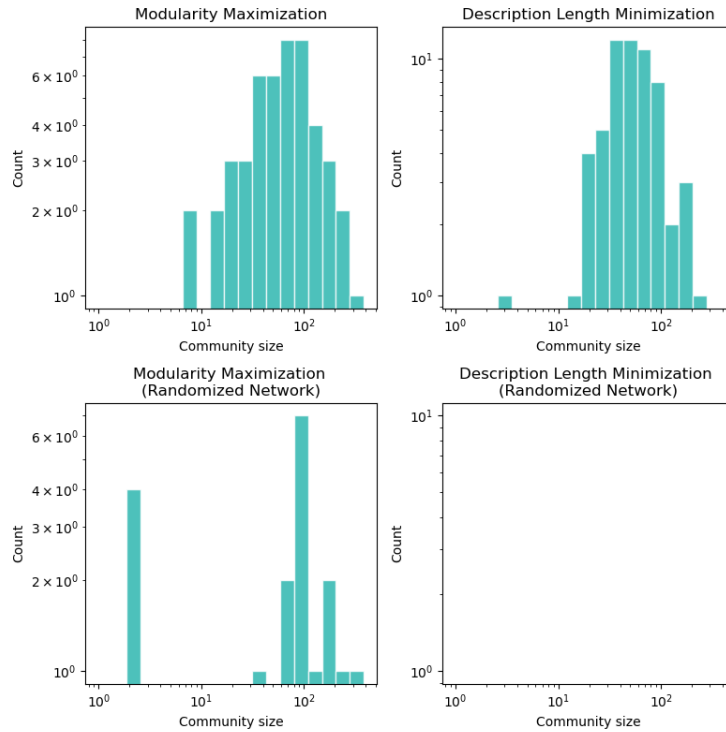 Modularity Maximization
6 × 10⁰
4 × 10⁰
3 × 10⁰
2 × 10⁰
10⁰
Count
10⁰ 10¹ 10²
Community size
Description Length Minimization
10¹
10⁰
Count
10⁰ 10¹ 10²
Community size
Modularity Maximization
(Randomized Network)
6 × 10⁰
4 × 10⁰
3 × 10⁰
2 × 10⁰
10⁰
Count
10⁰ 10¹ 10²
Community size
Description Length Minimization
(Randomized Network)
10¹
10⁰
Count
10⁰ 10¹ 10²
Community size